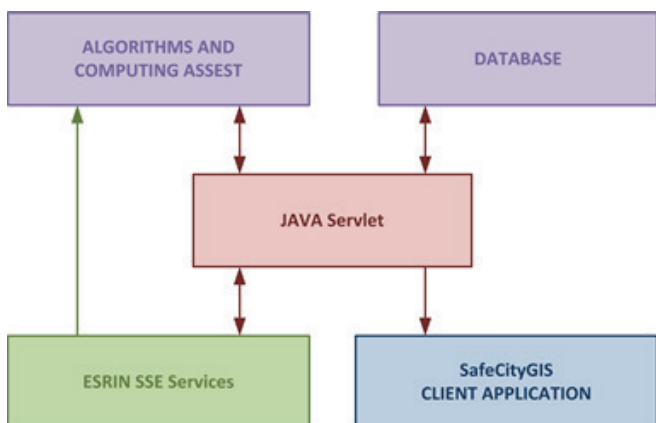 ALGORITHMS AND
COMPUTING ASSEST
DATABASE
JAVA Servlet
ESRIN SSE Services
SafeCityGIS
CLIENT APPLICATION